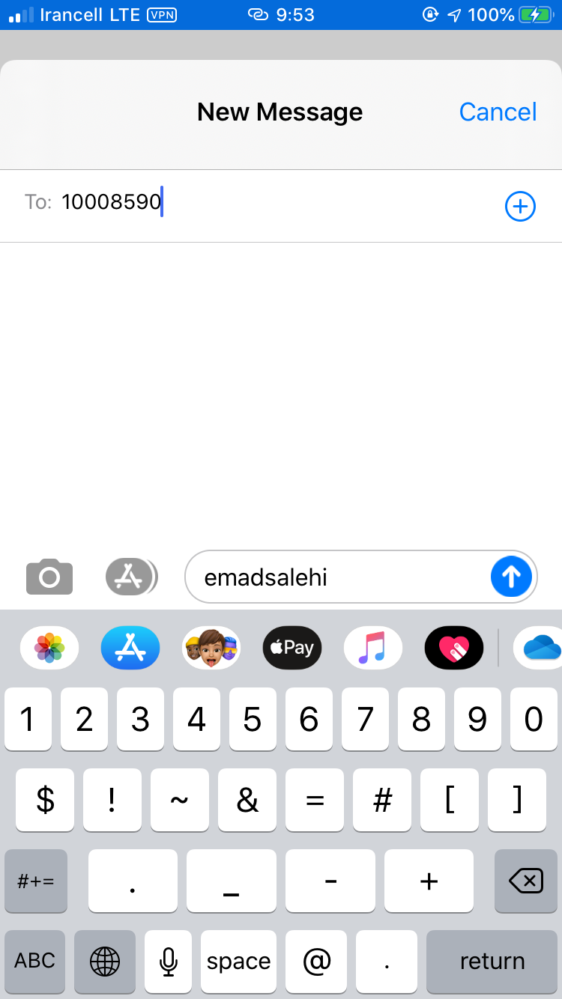 Irancell LTE VPN 9:53 100%
New Message Cancel
To: 10008590
emadsalehi
Pay
1 2 3 4 5 6 7 8 9 0
$ ! ~ & = # [ ]
#+= . _ - +
ABC space @ . return